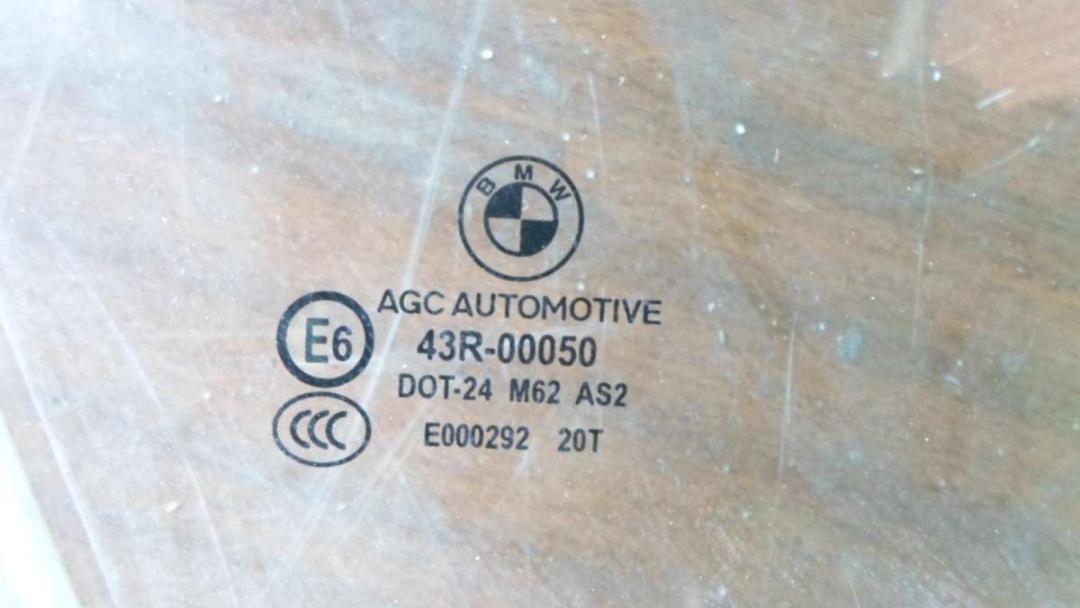 BMW
AGC AUTOMOTIVE
E6 43R-00050
DOT-24 M62 AS2
CCC E000292 20T